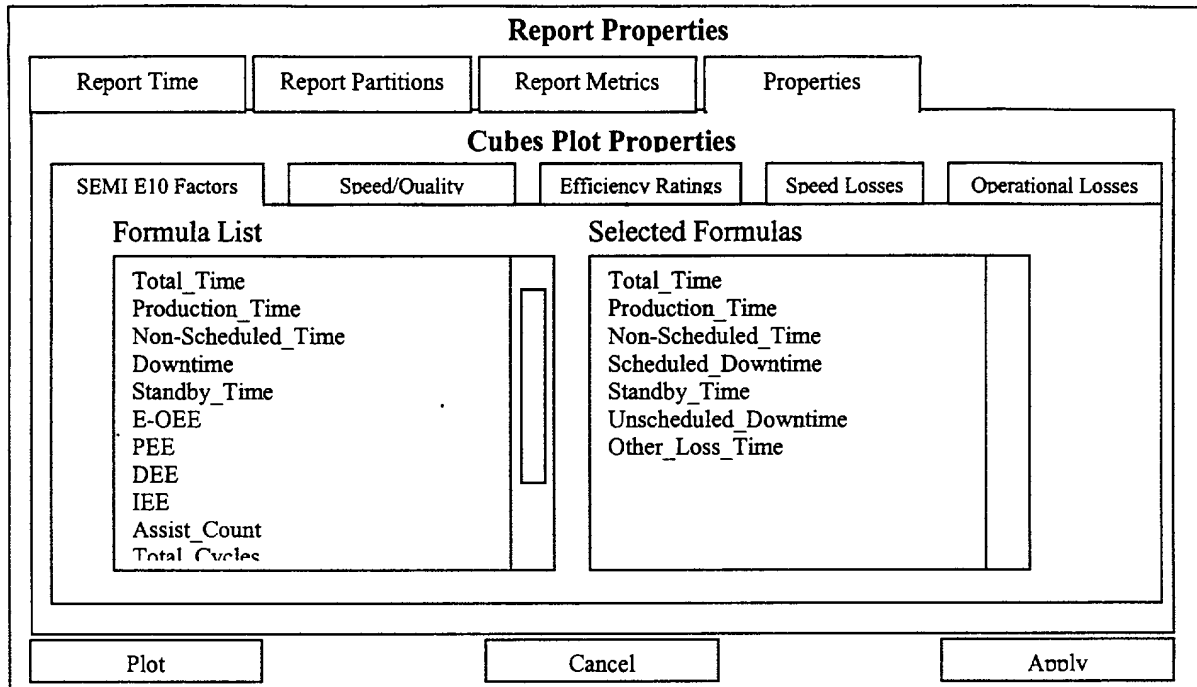 Report Properties
Report Time
Report Partitions
Report Metrics
Properties
Cubes Plot Properties
SEMI E10 Factors
Speed/Quality
Efficiency Ratings
Speed Losses
Operational Losses
Formula List
Total_Time
Production_Time
Non-Scheduled_Time
Downtime
Standby_Time
E-OEE
PEE
DEE
IEE
Assist_Count
Total_Cycles
Selected Formulas
Total_Time
Production_Time
Non-Scheduled_Time
Scheduled_Downtime
Standby_Time
Unscheduled_Downtime
Other_Loss_Time
Plot
Cancel
Apply